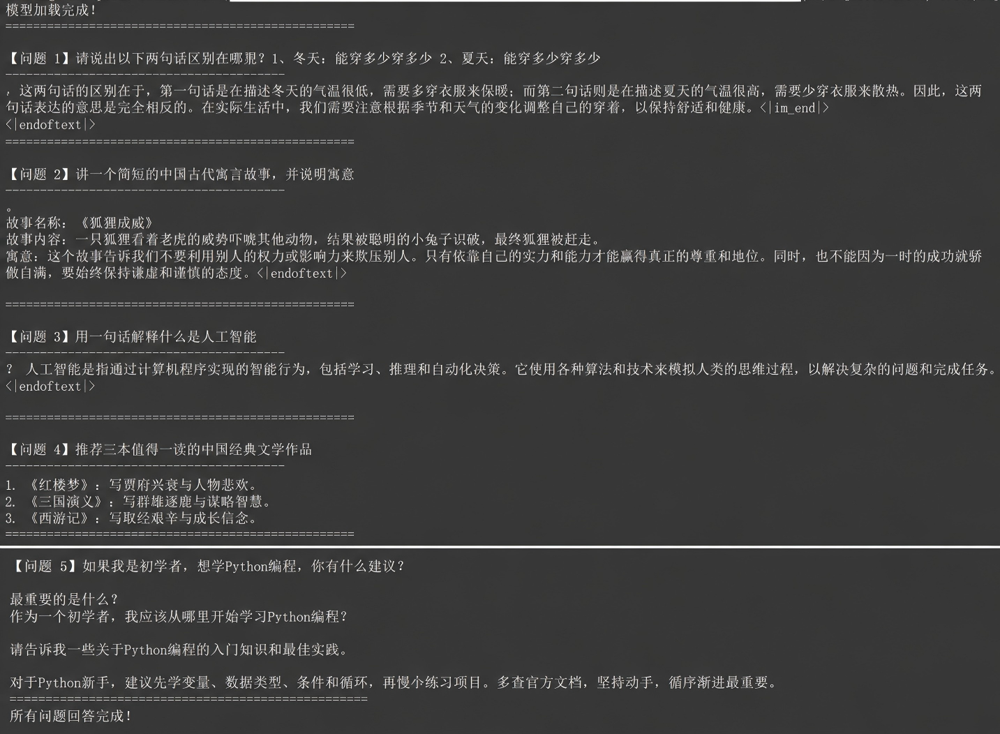 模型加载完成!
==================================================
【问题 1】请说出以下两句话区别在哪里？1、冬天：能穿多少穿多少 2、夏天：能穿多少穿多少
----------------------------------------
，这两句话的区别在于，第一句话是在描述冬天的气温很低，需要多穿衣服来保暖；而第二句话则是在描述夏天的气温很高，需要少穿衣服来散热。因此，这两
句话表达的意思是完全相反的。在实际生活中，我们需要注意根据季节和天气的变化调整自己的穿着，以保持舒适和健康。<|im_end|>
<|endoftext|>
==================================================
【问题 2】讲一个简短的中国古代寓言故事，并说明寓意
----------------------------------------
。
故事名称：《狐狸成威》
故事内容：一只狐狸看着老虎的威势吓唬其他动物，结果被聪明的小兔子识破，最终狐狸被赶走。
寓意：这个故事告诉我们不要利用别人的权力或影响力来欺压别人。只有依靠自己的实力和能力才能赢得真正的尊重和地位。同时，也不能因为一时的成功就骄
傲自满，要始终保持谦虚和谨慎的态度。<|endoftext|>
==================================================
【问题 3】用一句话解释什么是人工智能
----------------------------------------
？ 人工智能是指通过计算机程序实现的智能行为，包括学习、推理和自动化决策。它使用各种算法和技术来模拟人类的思维过程，以解决复杂的问题和完成任务。
<|endoftext|>
==================================================
【问题 4】推荐三本值得一读的中国经典文学作品
----------------------------------------
1. 《红楼梦》：写贾府兴衰与人物悲欢。
2. 《三国演义》：写群雄逐鹿与谋略智慧。
3. 《西游记》：写取经艰辛与成长信念。
==================================================
【问题 5】如果我是初学者，想学Python编程，你有什么建议？
最重要的是什么？
作为一个初学者，我应该从哪里开始学习Python编程？
请告诉我一些关于Python编程的入门知识和最佳实践。
对于Python新手，建议先学变量、数据类型、条件和循环，再慢练习项目。多查官方文档，坚持动手，循序渐进最重要。
==================================================
所有问题回答完成!